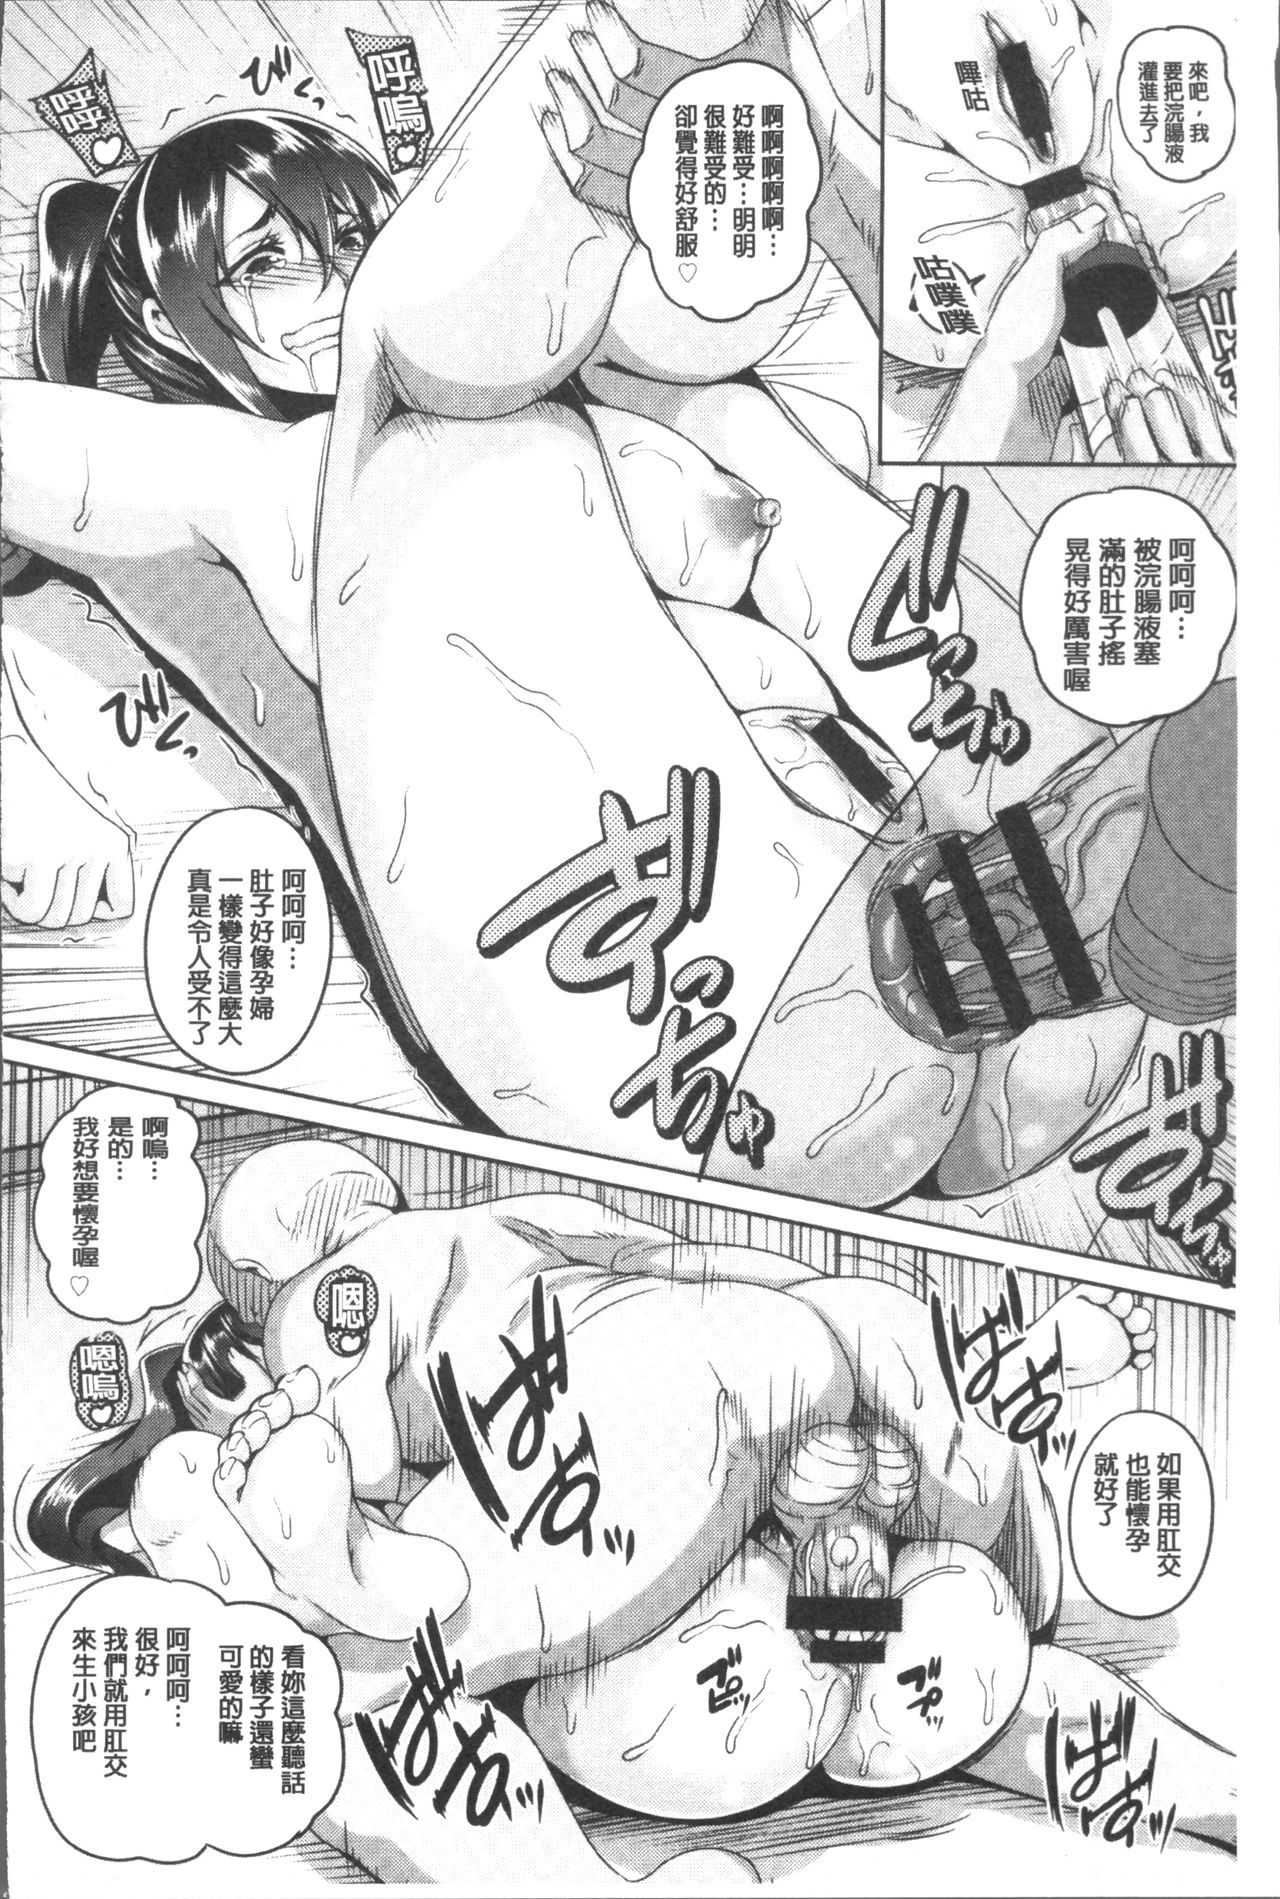 來吧，我
要把浣腸液
灌進去了
嗶咕
咕噗噗
啊啊啊啊…
好難受…明明
很難受的…
卻覺得好舒服♡
呼嗚♡
びくっ
呵呵呵…
被浣腸液塞
滿的肚子搖
晃得好厲害喔
びくっ
呵呵呵…
肚子好像孕婦
一樣變得這麼大
真是令人受不了
啊嗚…
是的…
我好想要懷孕喔♡
嗯♡
嗯嗚♡
如果用肛交
也能懷孕
就好了
看妳這麼聽話
的樣子還蠻
可愛的嘛
呵呵呵…
很好，
我們就用肛交
來生小孩吧